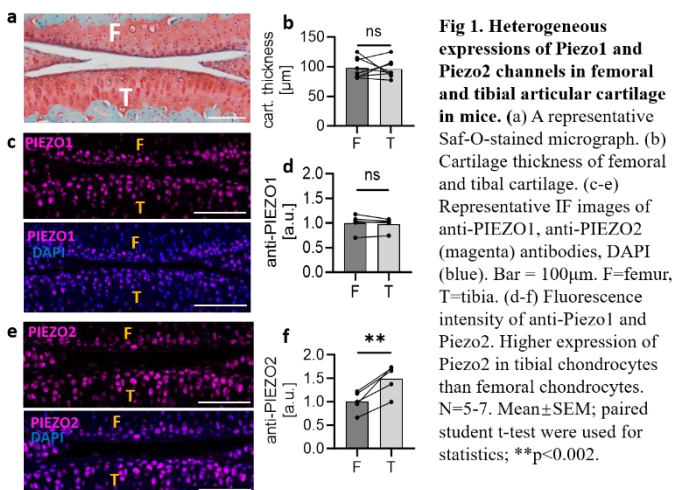 a
F
T
b
ns
cart. thickness
[µm]
150
100
50
0
F T
c
PIEZO1
F
T
PIEZO1
DAPI
F
T
d
ns
anti-PIEZO1
[a.u.]
2.0
1.5
1.0
0.5
0.0
F T
e
PIEZO2
F
T
PIEZO2
DAPI
F
T
f
**
anti-PIEZO2
[a.u.]
2.0
1.5
1.0
0.5
0.0
F T
Fig 1. Heterogeneous
expressions of Piezo1 and
Piezo2 channels in femoral
and tibial articular cartilage
in mice. (a) A representative
Saf-O-stained micrograph. (b)
Cartilage thickness of femoral
and tibal cartilage. (c-e)
Representative IF images of
anti-PIEZO1, anti-PIEZO2
(magenta) antibodies, DAPI
(blue). Bar = 100µm. F=femur,
T=tibia. (d-f) Fluorescence
intensity of anti-Piezo1 and
Piezo2. Higher expression of
Piezo2 in tibial chondrocytes
than femoral chondrocytes.
N=5-7. Mean±SEM; paired
student t-test were used for
statistics; **p<0.002.